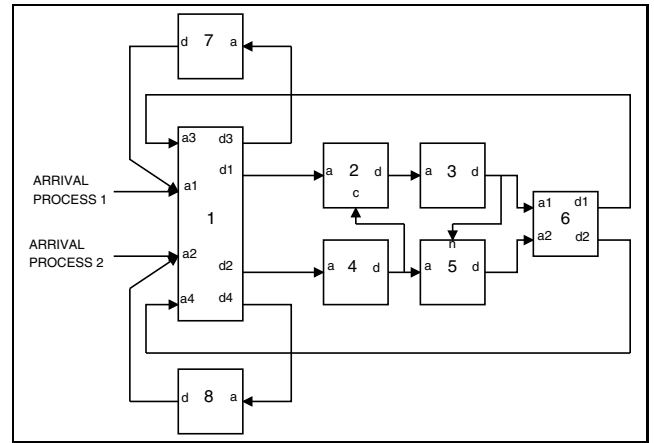 d 7 a
a3 d3
d1
a 2 d
c
a 3 d
ARRIVAL
PROCESS 1
a1
1
a1 d1
6
a2 d2
ARRIVAL
PROCESS 2
a2
d2
a 4 d
n
a 5 d
a4 d4
d 8 a